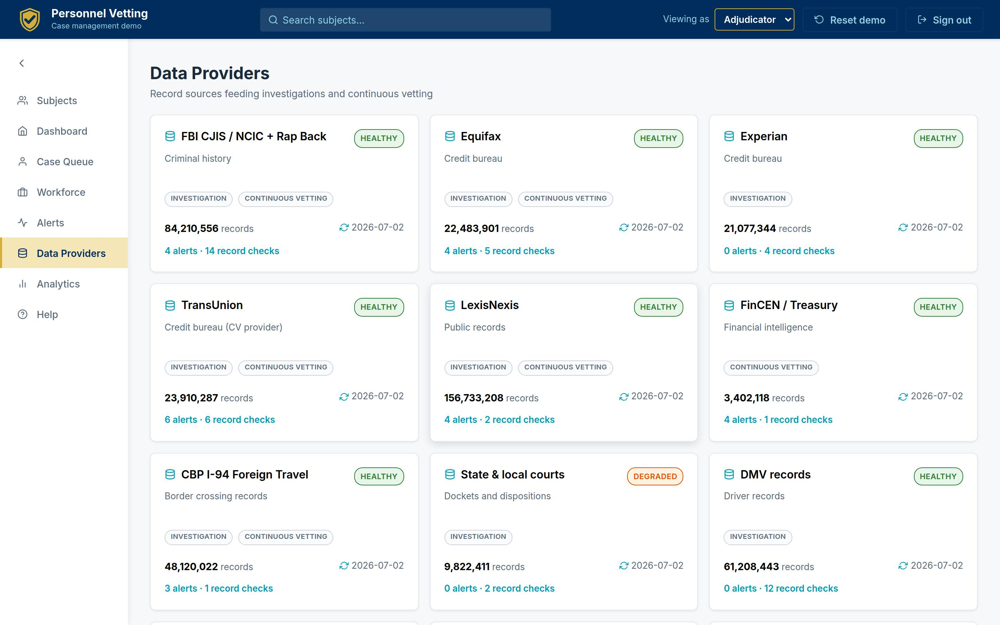 Personnel Vetting
Case management demo
Search subjects...
Viewing as
Adjudicator
Reset demo
Sign out
Subjects
Dashboard
Case Queue
Workforce
Alerts
Data Providers
Analytics
Help
Data Providers
Record sources feeding investigations and continuous vetting
FBI CJIS / NCIC + Rap Back
HEALTHY
Criminal history
INVESTIGATION
CONTINUOUS VETTING
84,210,556 records
2026-07-02
4 alerts · 14 record checks
Equifax
HEALTHY
Credit bureau
INVESTIGATION
CONTINUOUS VETTING
22,483,901 records
2026-07-02
4 alerts · 5 record checks
Experian
HEALTHY
Credit bureau
INVESTIGATION
21,077,344 records
2026-07-02
0 alerts · 4 record checks
TransUnion
HEALTHY
Credit bureau (CV provider)
INVESTIGATION
CONTINUOUS VETTING
23,910,287 records
2026-07-02
6 alerts · 6 record checks
LexisNexis
HEALTHY
Public records
INVESTIGATION
CONTINUOUS VETTING
156,733,208 records
2026-07-02
4 alerts · 2 record checks
FinCEN / Treasury
HEALTHY
Financial intelligence
CONTINUOUS VETTING
3,402,118 records
2026-07-02
4 alerts · 1 record checks
CBP I-94 Foreign Travel
HEALTHY
Border crossing records
INVESTIGATION
CONTINUOUS VETTING
48,120,022 records
2026-07-02
3 alerts · 1 record checks
State & local courts
DEGRADED
Dockets and dispositions
INVESTIGATION
9,822,411 records
2026-07-02
0 alerts · 2 record checks
DMV records
HEALTHY
Driver records
INVESTIGATION
61,208,443 records
2026-07-02
0 alerts · 12 record checks